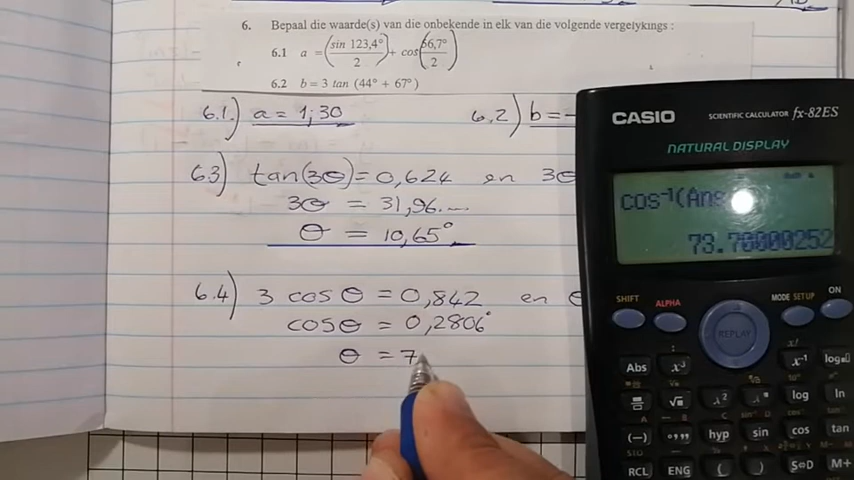 6. Bepaal die waarde(s) van die onbekende in elk van die volgende vergelykings :
6.1 a = (sin 123,4° / 2) + cos(56,7° / 2)
6.2 b = 3 tan (44° + 67°)
6.1.) a = 1,30
6.2) b = -
6.3) tan(3θ) = 0,624 en 3θ
3θ = 31,96....
θ = 10,65°
6.4) 3 cos θ = 0,842 en θ
cosθ = 0,2806°
θ = 7
CASIO SCIENTIFIC CALCULATOR fx-82ES
NATURAL DISPLAY
cos⁻¹(Ans
73.70000252
SHIFT ALPHA MODE SETUP ON
REPLAY
Abs x³ x! x⁻¹ log
√ x² log ln
(-) °,,, hyp sin cos tan
RCL ENG ( ) S⇔D M+